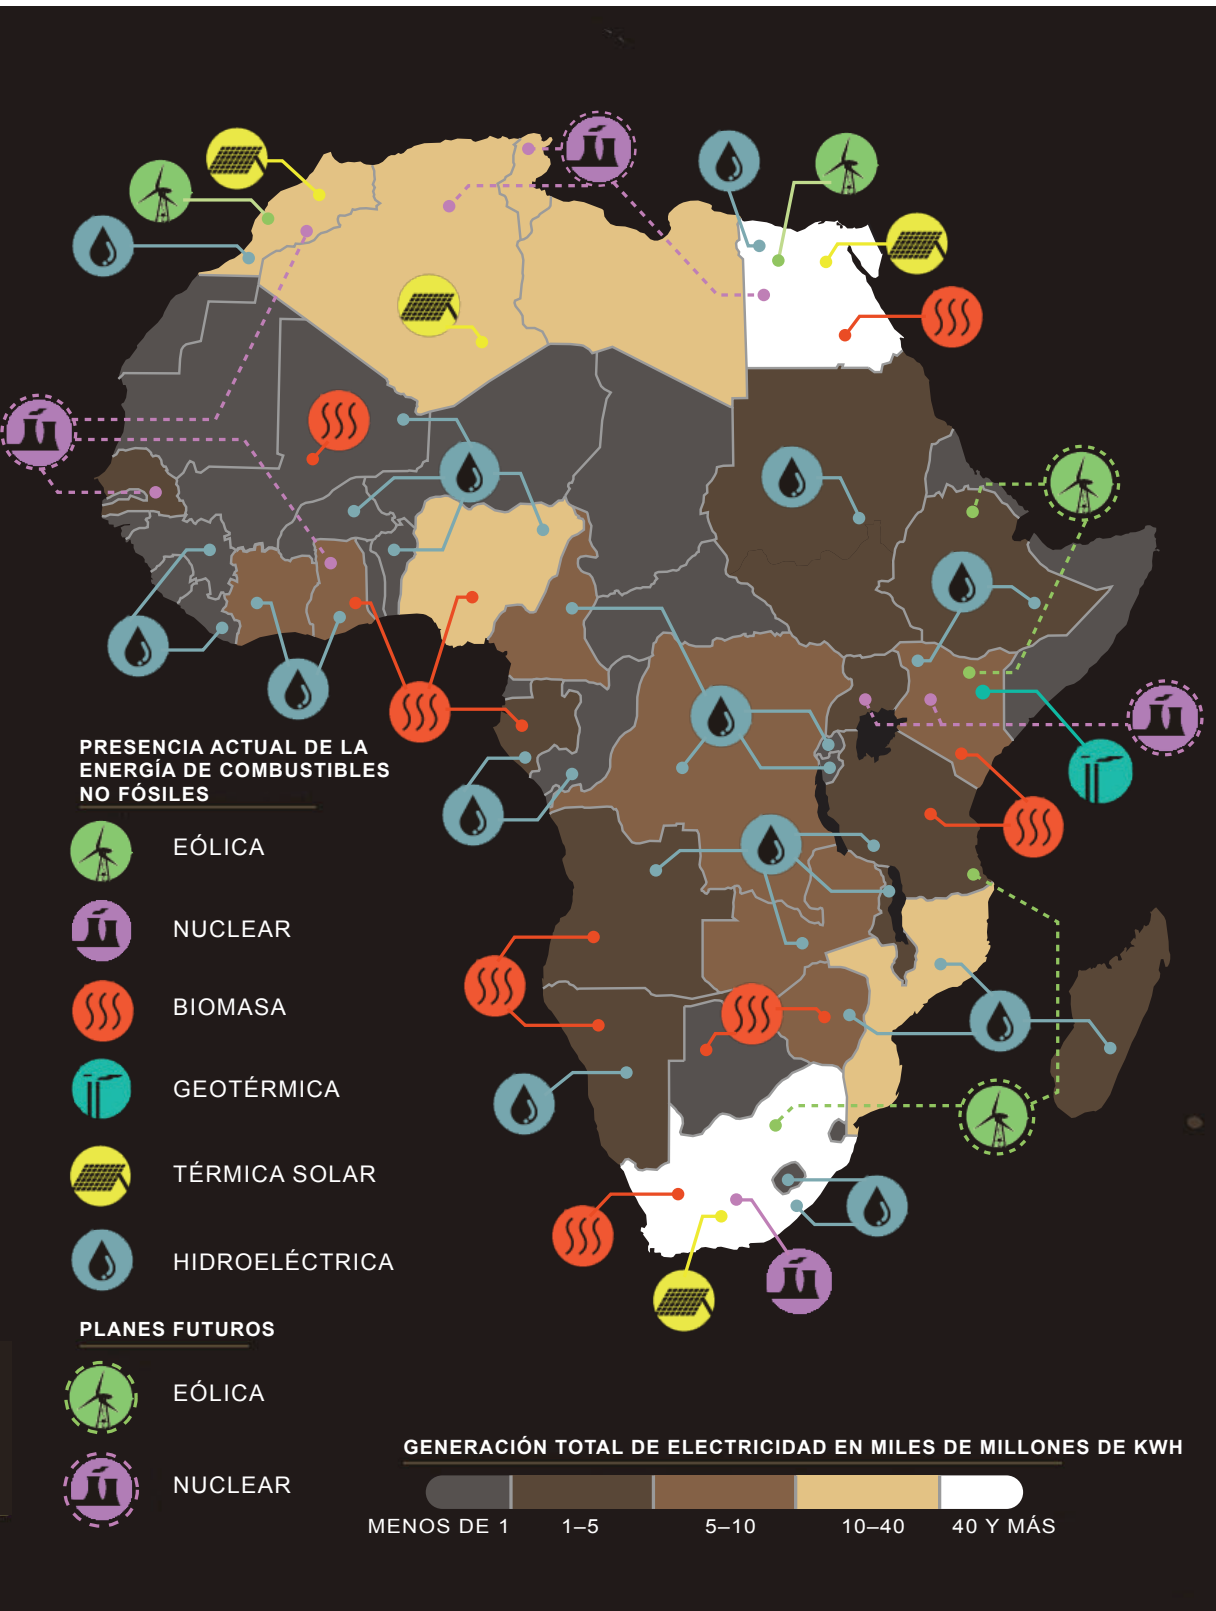 PRESENCIA ACTUAL DE LA
ENERGÍA DE COMBUSTIBLES
NO FÓSILES
EÓLICA
NUCLEAR
BIOMASA
GEOTÉRMICA
TÉRMICA SOLAR
HIDROELÉCTRICA
PLANES FUTUROS
EÓLICA
NUCLEAR
GENERACIÓN TOTAL DE ELECTRICIDAD EN MILES DE MILLONES DE KWH
MENOS DE 1 1–5 5–10 10–40 40 Y MÁS